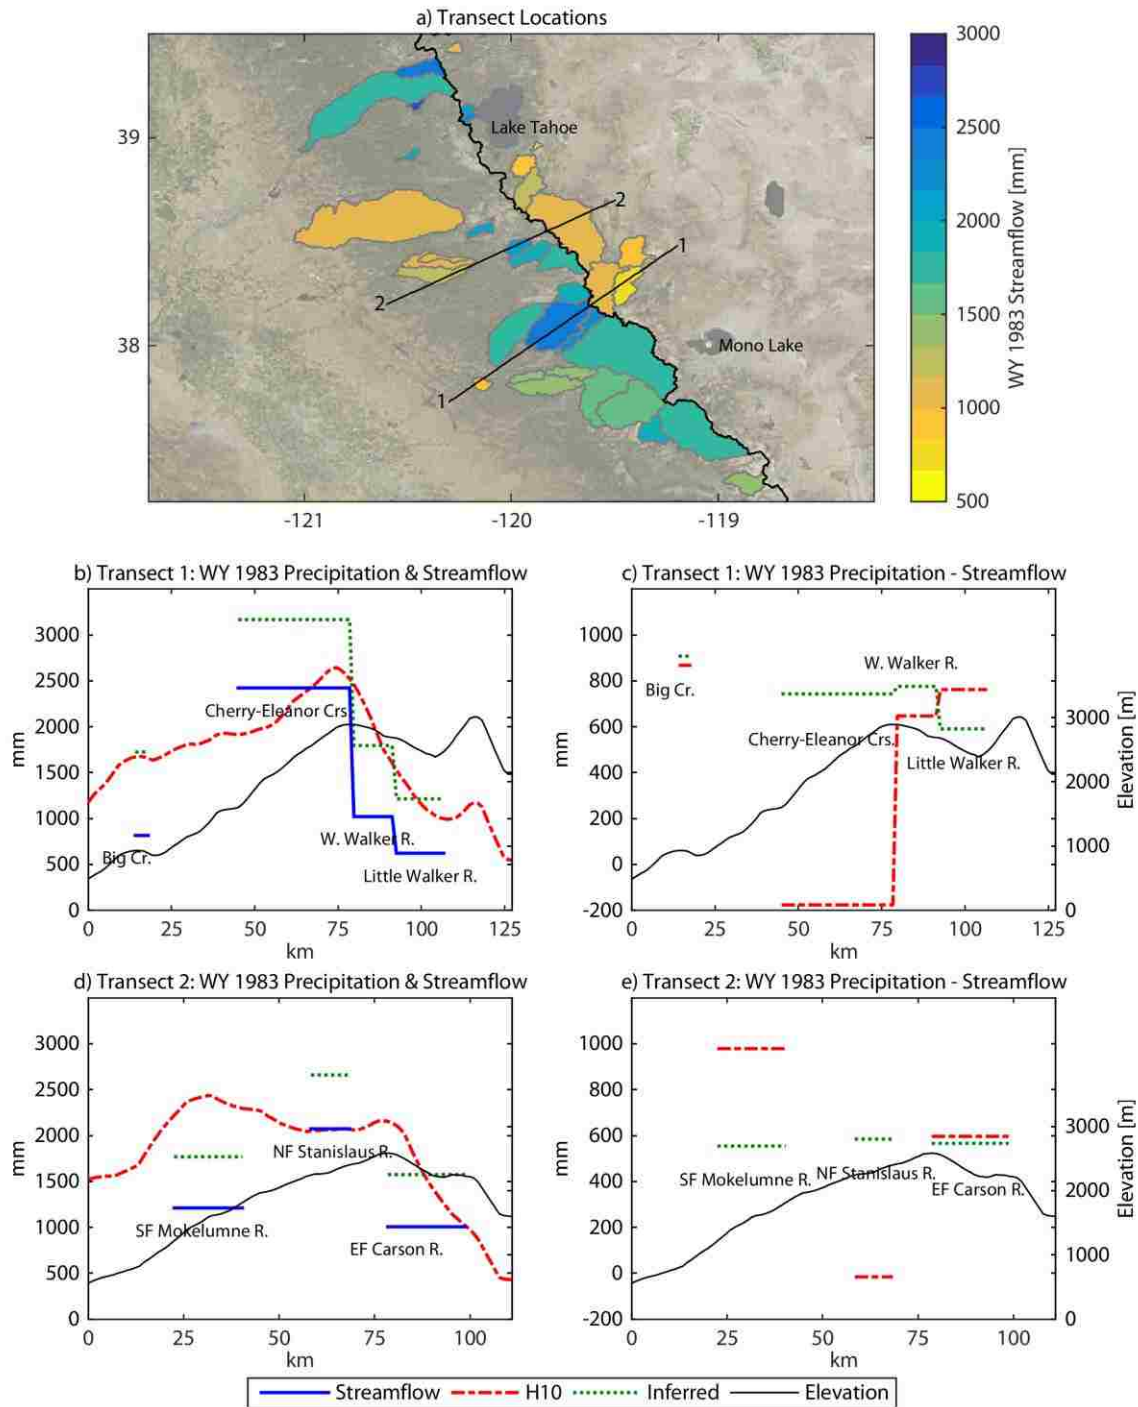 a) Transect Locations
39
38
-121
-120
-119
Lake Tahoe
Mono Lake
2
1
2
1
3000
2500
2000
1500
1000
500
WY 1983 Streamflow [mm]
b) Transect 1: WY 1983 Precipitation & Streamflow
3000
2500
2000
1500
1000
500
0
mm
Cherry-Eleanor Crs.
W. Walker R.
Big Cr.
Little Walker R.
0 25 50 75 100 125
km
c) Transect 1: WY 1983 Precipitation - Streamflow
1000
800
600
400
200
0
-200
mm
W. Walker R.
Big Cr.
Cherry-Eleanor Crs.
Little Walker R.
3000
2000
1000
0
Elevation [m]
0 25 50 75 100 125
km
d) Transect 2: WY 1983 Precipitation & Streamflow
3000
2500
2000
1500
1000
500
0
mm
NF Stanislaus R.
SF Mokelumne R.
EF Carson R.
0 25 50 75 100
km
e) Transect 2: WY 1983 Precipitation - Streamflow
1000
800
600
400
200
0
-200
mm
SF Mokelumne R.
NF Stanislaus R.
EF Carson R.
3000
2000
1000
0
Elevation [m]
0 25 50 75 100
km
Streamflow H10 Inferred Elevation